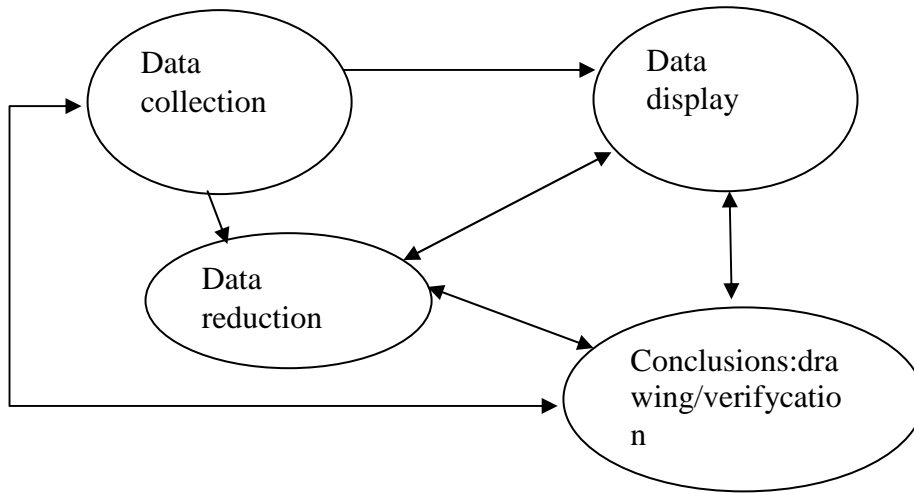 Data
collection
Data
display
Data
reduction
Conclusions:dra
wing/verifycatio
n